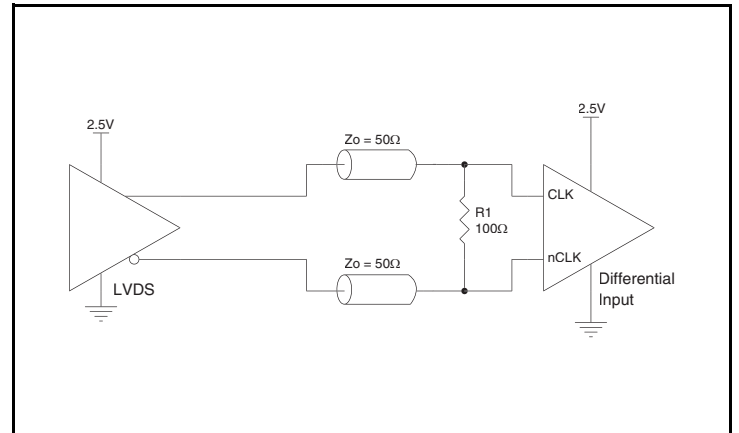 2.5V
2.5V
Zo = 50Ω
CLK
R1
100Ω
nCLK
Zo = 50Ω
Differential
Input
LVDS